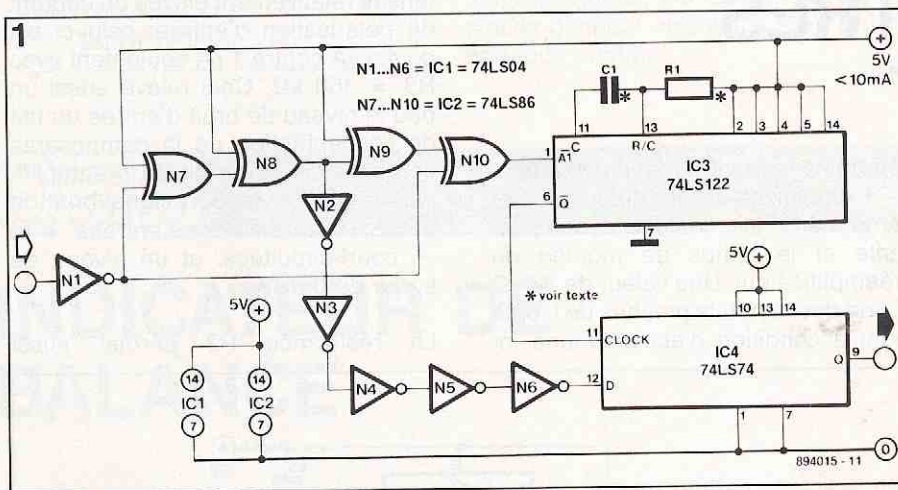 1
N1...N6 = IC1 = 74LS04
N7...N10 = IC2 = 74LS86
+
5V
< 10mA
C1
R1
*
*
11
13
2
3
4
5
14
C
R/C
1
A1
IC3
74LS122
6
Q
7
N7
N8
N9
N10
N2
N1
N3
* voir texte
5V
+
10
13
14
5V
+
11
CLOCK
IC4
74LS74
Q
9
12
D
14
14
IC1
IC2
7
7
N4
N5
N6
1
7
0
894015 - 11